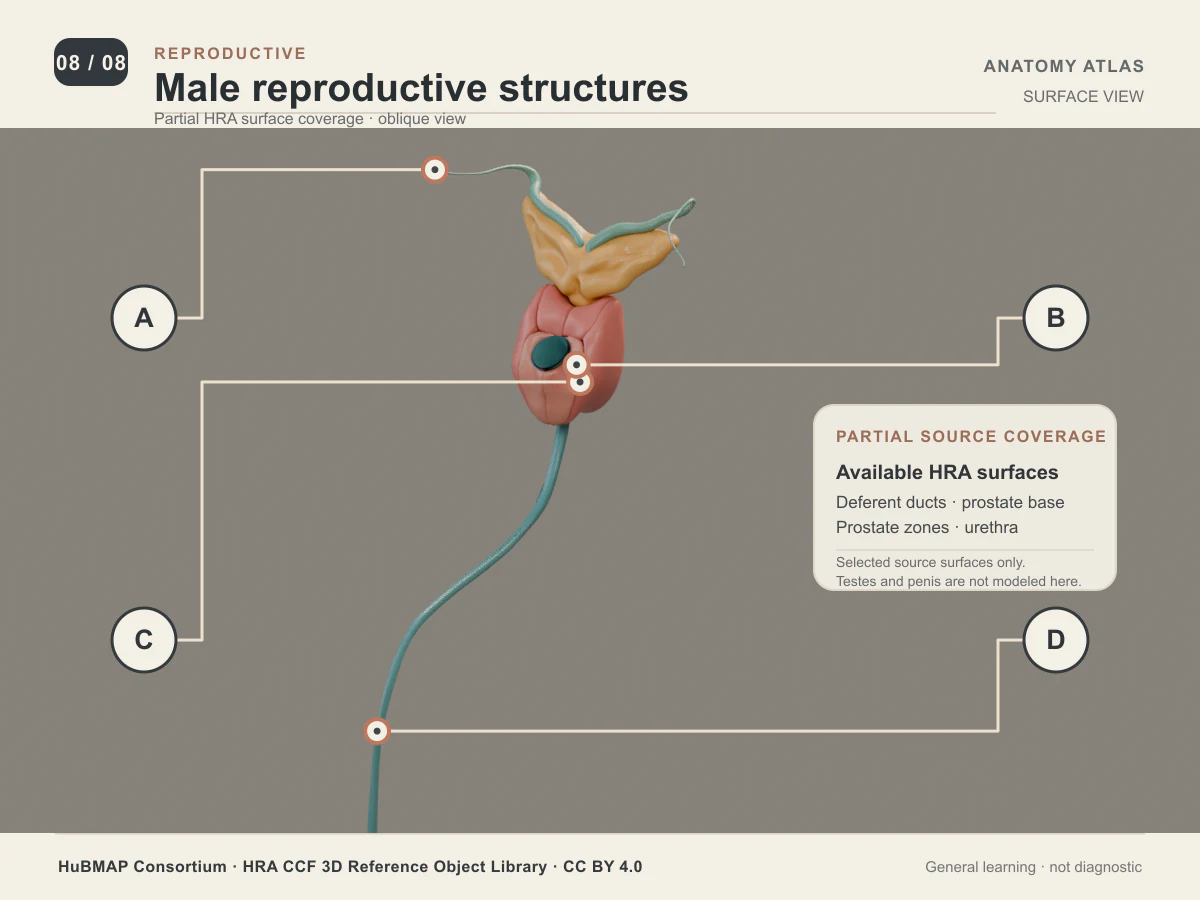 08 / 08
REPRODUCTIVE
Male reproductive structures
Partial HRA surface coverage · oblique view
ANATOMY ATLAS
SURFACE VIEW
A
B
PARTIAL SOURCE COVERAGE
Available HRA surfaces
Deferent ducts · prostate base
Prostate zones · urethra
Selected source surfaces only.
Testes and penis are not modeled here.
C
D
HuBMAP Consortium · HRA CCF 3D Reference Object Library · CC BY 4.0
General learning · not diagnostic